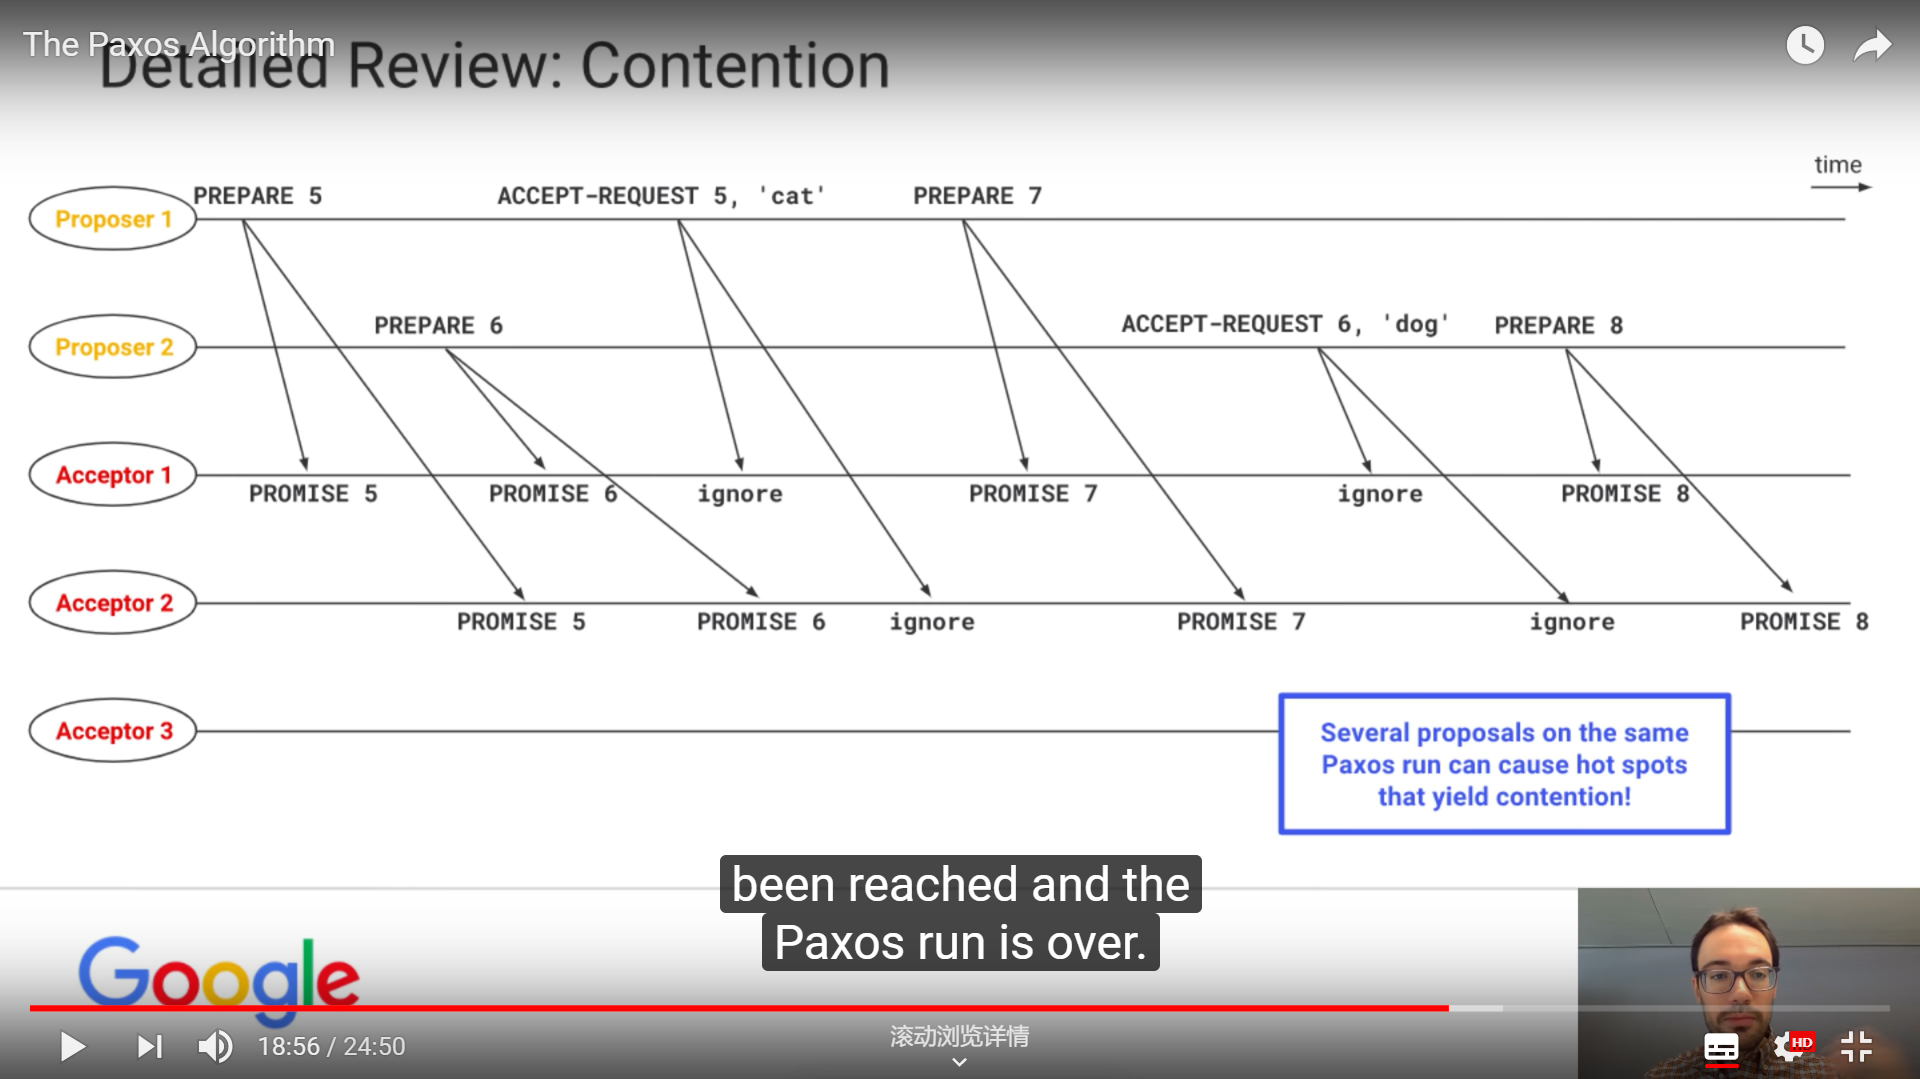 The Paxos Algorithm
Detailed Review: Contention
time
PREPARE 5
ACCEPT-REQUEST 5, 'cat'
PREPARE 7
Proposer 1
PREPARE 6
ACCEPT-REQUEST 6, 'dog'
PREPARE 8
Proposer 2
Acceptor 1
PROMISE 5
PROMISE 6
ignore
PROMISE 7
ignore
PROMISE 8
Acceptor 2
PROMISE 5
PROMISE 6
ignore
PROMISE 7
ignore
PROMISE 8
Acceptor 3
Several proposals on the same
Paxos run can cause hot spots
that yield contention!
been reached and the
Paxos run is over.
Google
18:56 / 24:50
滚动浏览详情
HD